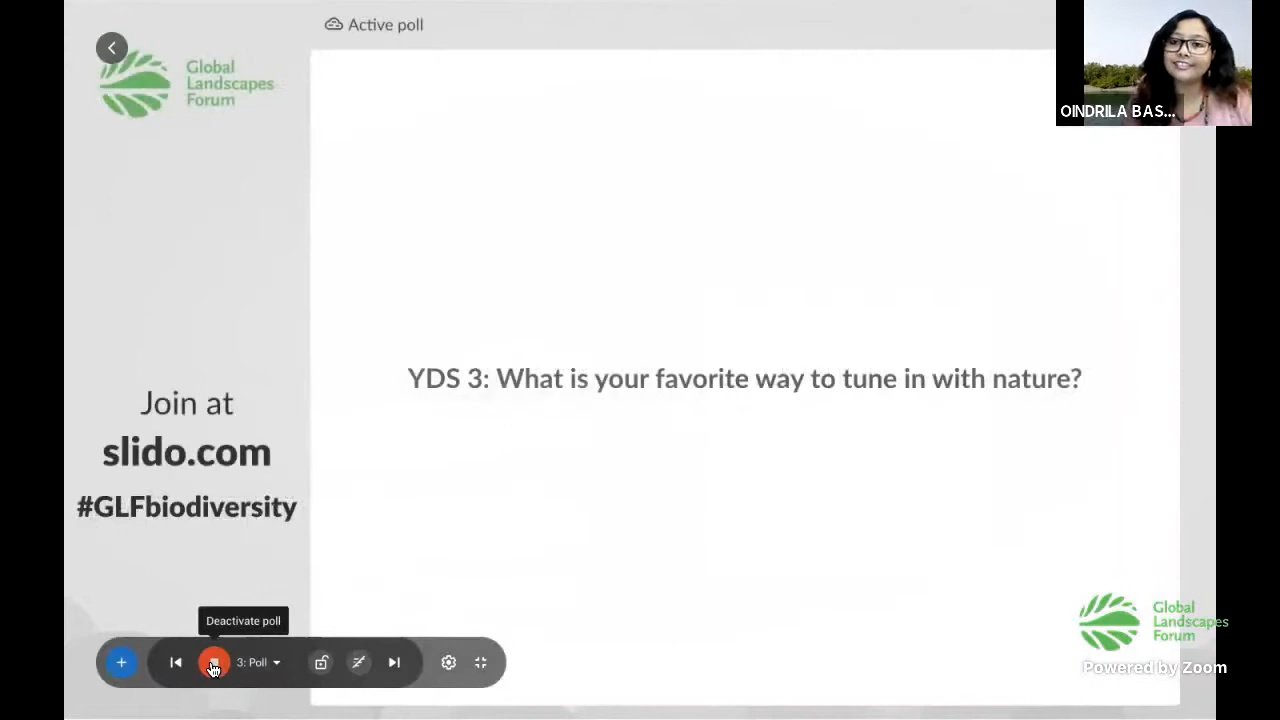 Active poll
Global
Landscapes
Forum
OINDRILA BAS...
YDS 3: What is your favorite way to tune in with nature?
Join at
slido.com
#GLFbiodiversity
Deactivate poll
3: Poll
Global
Landscapes
Forum
Powered by Zoom